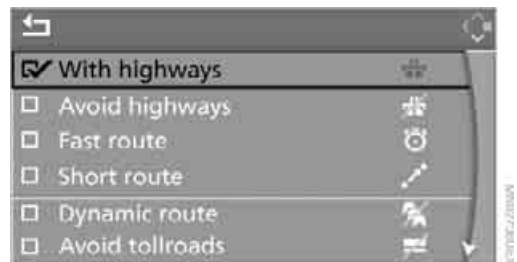 With highways
Avoid highways
Fast route
Short route
Dynamic route
Avoid tollroads